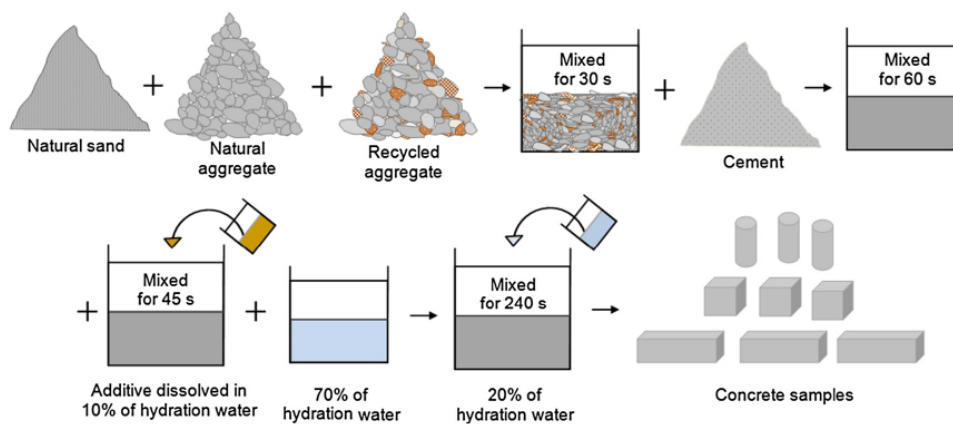 Mixed
for 30 s
Mixed
for 60 s
Natural sand
Natural
aggregate
Recycled
aggregate
Cement
Mixed
for 45 s
Mixed
for 240 s
Additive dissolved in
10% of hydration water
70% of
hydration water
20% of
hydration water
Concrete samples